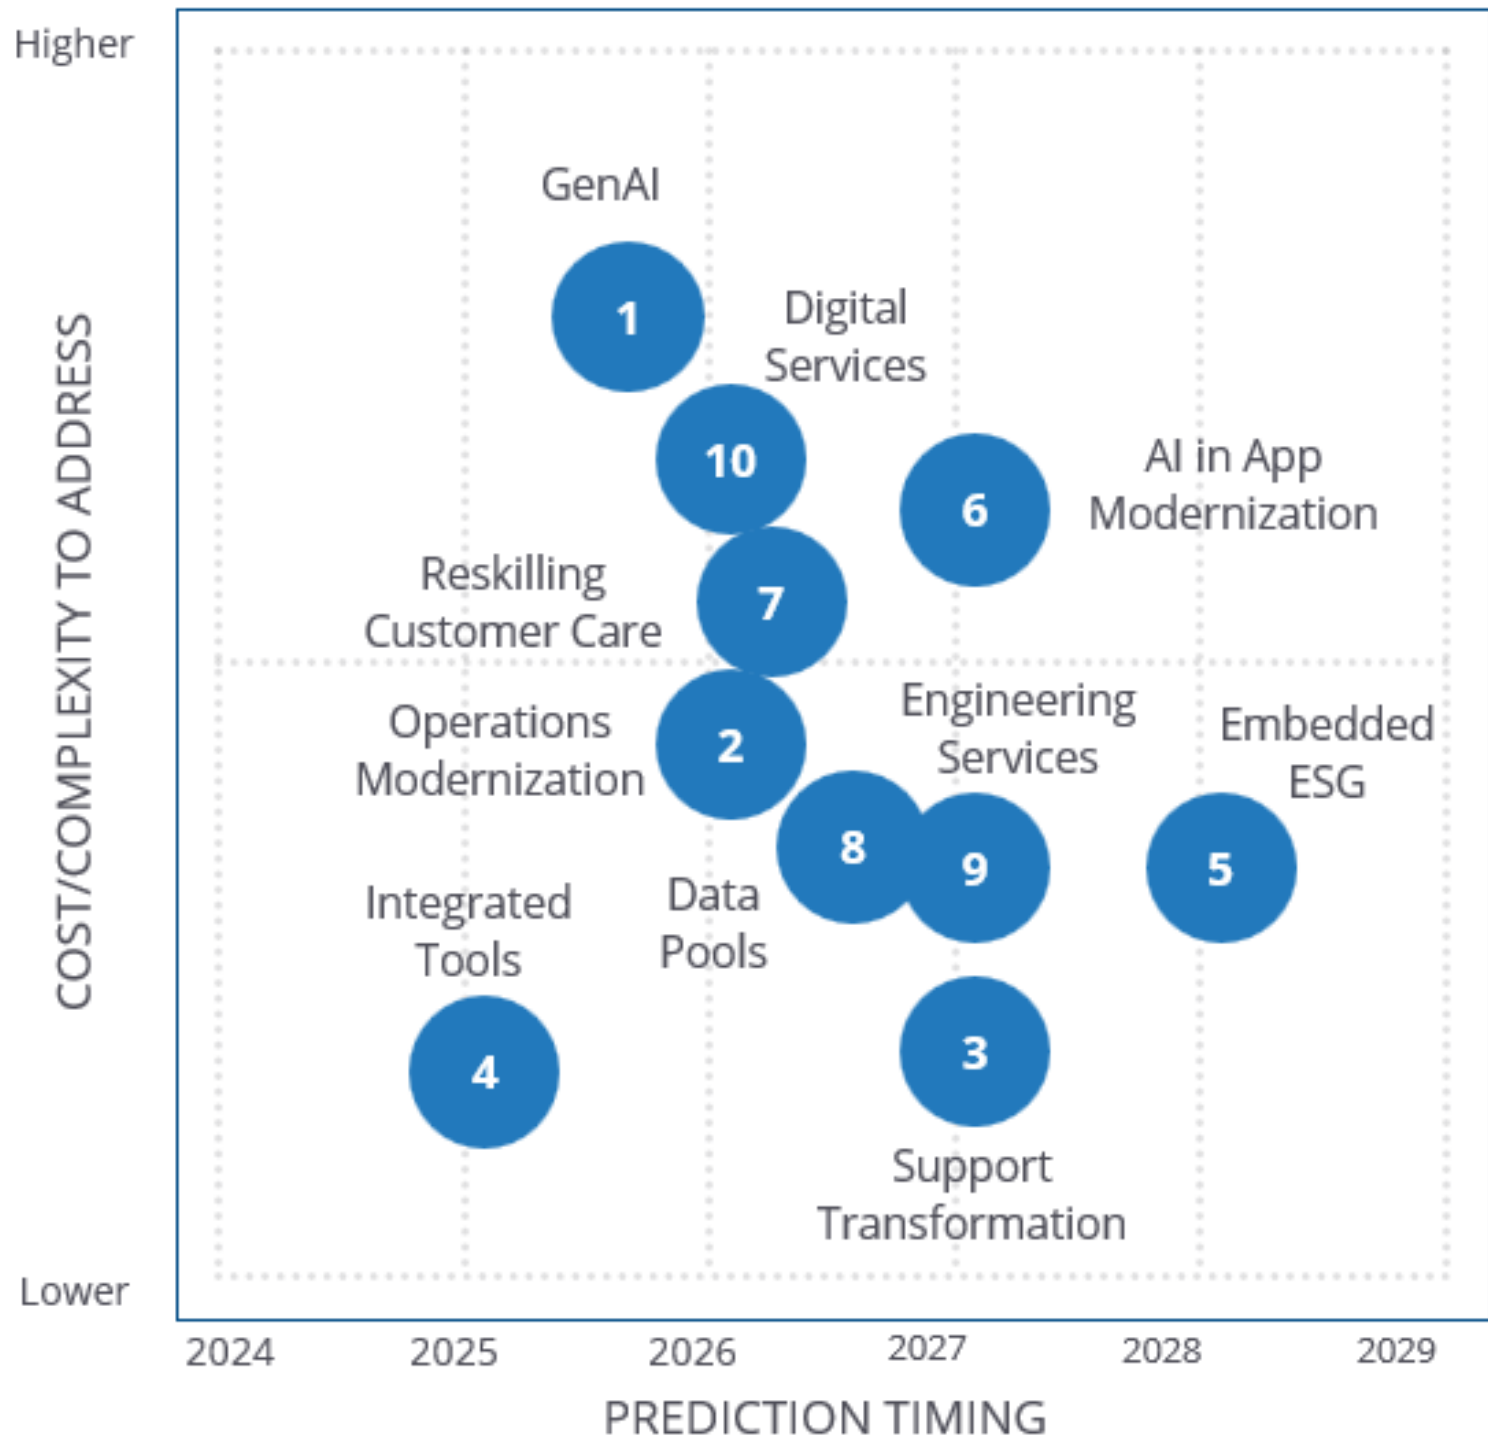 Higher
GenAI
1
Digital
Services
10
6
AI in App
Modernization
Reskilling
Customer Care
7
COST/COMPLEXITY TO ADDRESS
Operations
Modernization
2
Engineering
Services
Embedded
ESG
8
9
5
Integrated
Tools
Data
Pools
4
3
Support
Transformation
Lower
2024
2025
2026
2027
2028
2029
PREDICTION TIMING